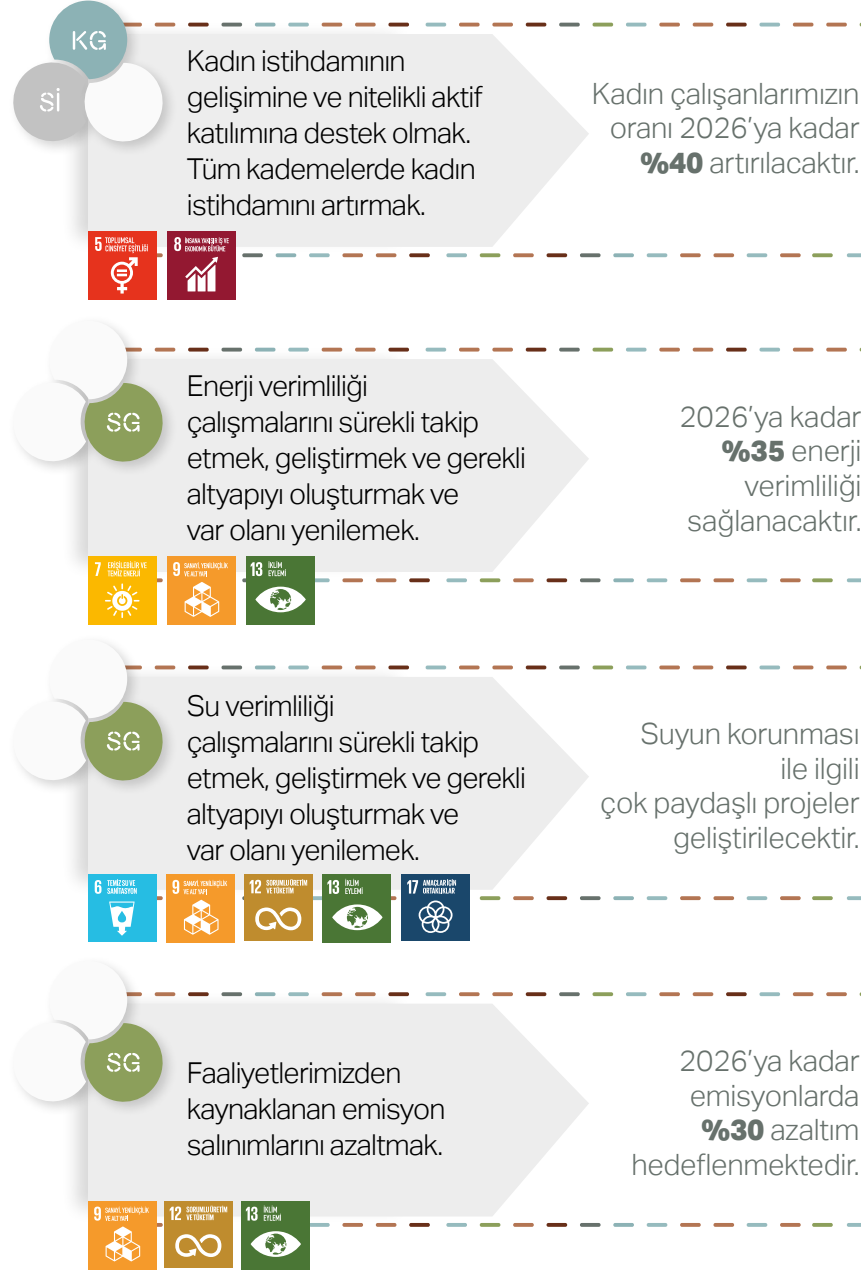 KG
Sİ
Kadın istihdamının
gelişimine ve nitelikli aktif
katılımına destek olmak.
Tüm kademelerde kadın
istihdamını artırmak.
Kadın çalışanlarımızın
oranı 2026’ya kadar
%40 artırılacaktır.
5 TOPLUMSAL
CİNSİYET EŞİTLİĞİ
8 İNSANA YAKIŞIR İŞ VE
EKONOMİK BÜYÜME
SG
Enerji verimliliği
çalışmalarını sürekli takip
etmek, geliştirmek ve gerekli
altyapıyı oluşturmak ve
var olanı yenilemek.
2026’ya kadar
%35 enerji
verimliliği
sağlanacaktır.
7 ERİŞİLEBİLİR VE
TEMİZ ENERJİ
9 SANAYİ, YENİLİKÇİLİK
VE ALT YAPI
13 İKLİM
EYLEMİ
SG
Su verimliliği
çalışmalarını sürekli takip
etmek, geliştirmek ve gerekli
altyapıyı oluşturmak ve
var olanı yenilemek.
Suyun korunması
ile ilgili
çok paydaşlı projeler
geliştirilecektir.
6 TEMİZ SU VE
SANİTASYON
9 SANAYİ, YENİLİKÇİLİK
VE ALT YAPI
12 SORUMLU ÜRETİM
VE TÜKETİM
13 İKLİM
EYLEMİ
17 AMAÇLAR İÇİN
ORTAKLIKLAR
SG
Faaliyetlerimizden
kaynaklanan emisyon
salınımlarını azaltmak.
2026’ya kadar
emisyonlarda
%30 azaltım
hedeflenmektedir.
9 SANAYİ, YENİLİKÇİLİK
VE ALT YAPI
12 SORUMLU ÜRETİM
VE TÜKETİM
13 İKLİM
EYLEMİ